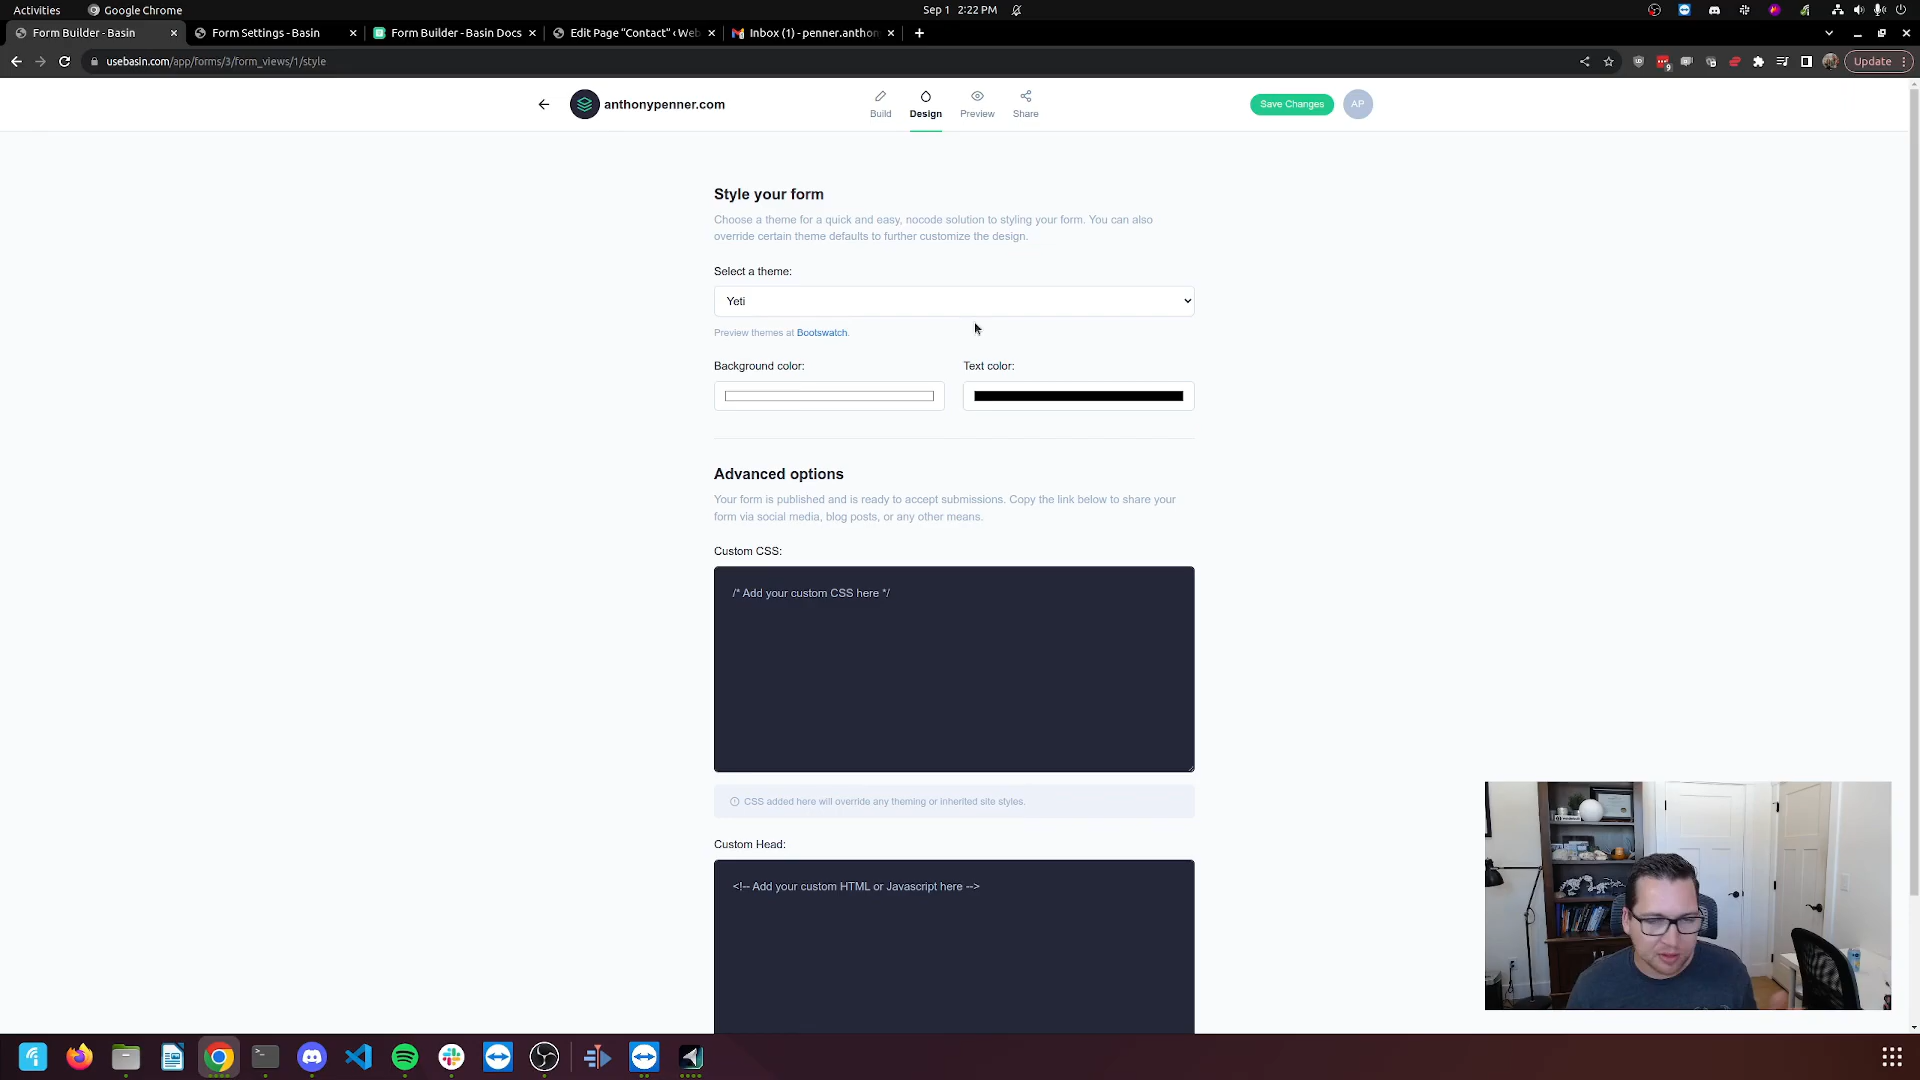 Activities
Google Chrome
Sep 1 2:22 PM
Form Builder - Basin
Form Settings - Basin
Form Builder - Basin Docs
Edit Page "Contact" ‹ Web
Inbox (1) - penner.anthon
usebasin.com/app/forms/3/form_views/1/style
9
Update
anthonypenner.com
Build
Design
Preview
Share
Save Changes
AP
Style your form
Choose a theme for a quick and easy, nocode solution to styling your form. You can also
override certain theme defaults to further customize the design.
Select a theme:
Yeti
Preview themes at Bootswatch.
Background color:
Text color:
Advanced options
Your form is published and is ready to accept submissions. Copy the link below to share your
form via social media, blog posts, or any other means.
Custom CSS:
/* Add your custom CSS here */
CSS added here will override any theming or inherited site styles.
Custom Head:
<!-- Add your custom HTML or Javascript here -->